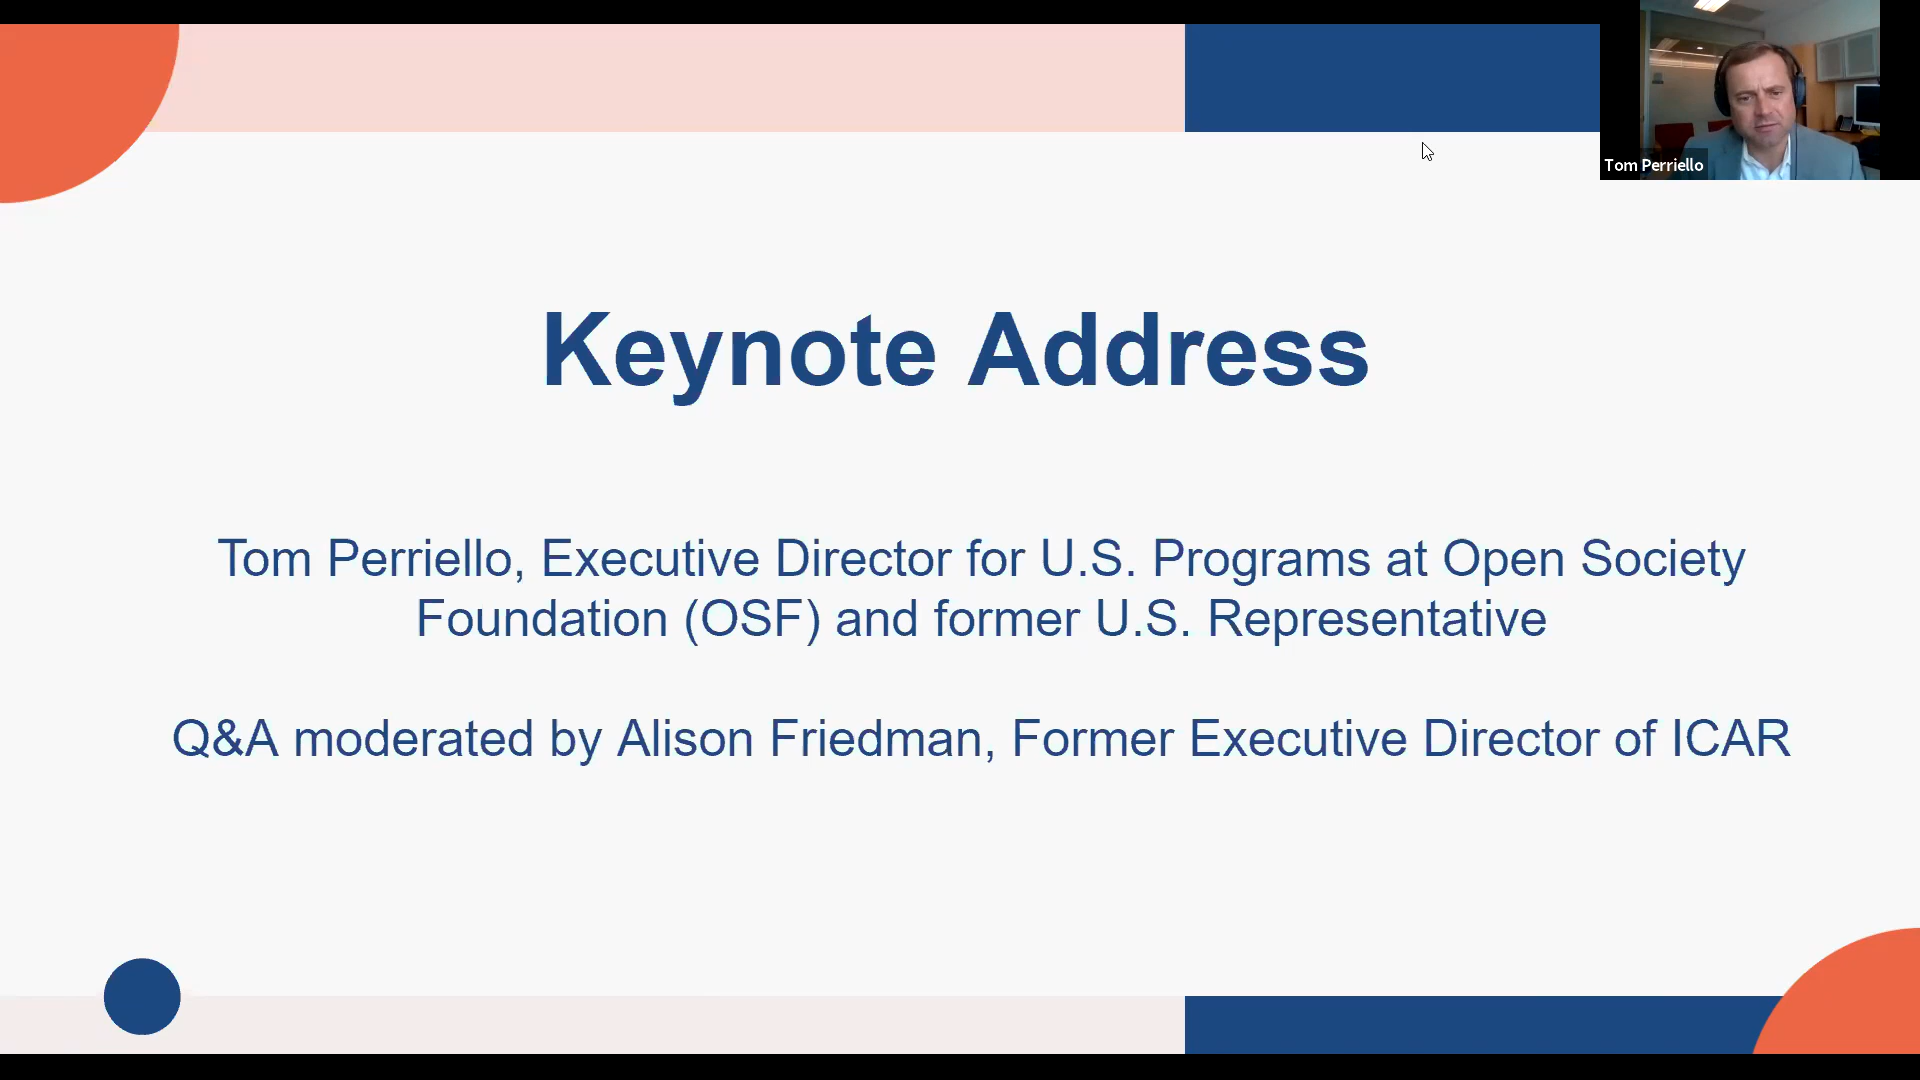 Tom Perriello
Keynote Address
Tom Perriello, Executive Director for U.S. Programs at Open Society
Foundation (OSF) and former U.S. Representative
Q&A moderated by Alison Friedman, Former Executive Director of ICAR